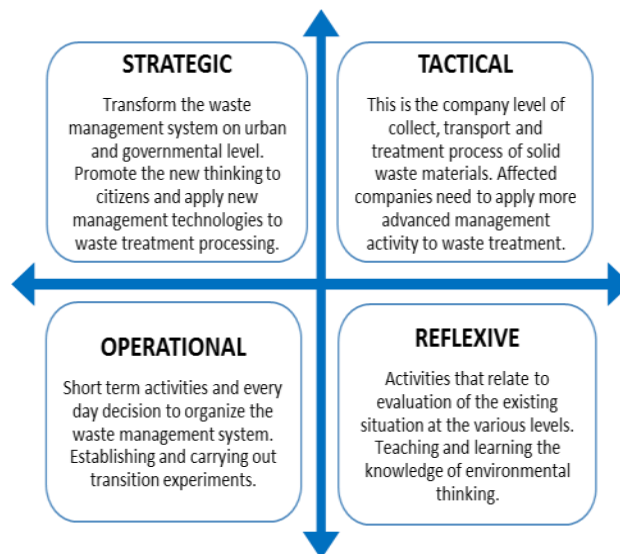 STRATEGIC
Transform the waste
management system on urban
and governmental level.
Promote the new thinking to
citizens and apply new
management technologies to
waste treatment processing.
TACTICAL
This is the company level of
collect, transport and
treatment process of solid
waste materials. Affected
companies need to apply more
advanced management
activity to waste treatment.
OPERATIONAL
Short term activities and every
day decision to organize the
waste management system.
Establishing and carrying out
transition experiments.
REFLEXIVE
Activities that relate to
evaluation of the existing
situation at the various levels.
Teaching and learning the
knowledge of environmental
thinking.